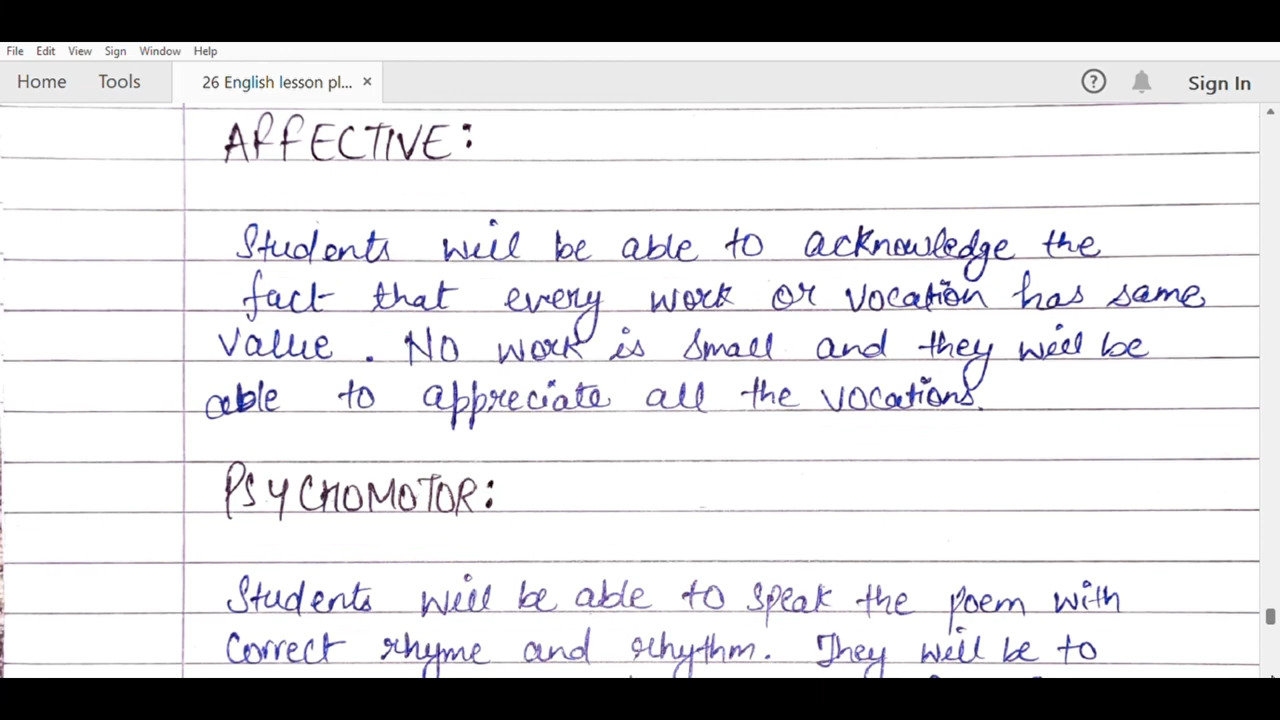 File Edit View Sign Window Help
Home Tools 26 English lesson pl... × ? Sign In
AFFECTIVE:
Students will be able to acknowledge the
fact that every work or vocation has same
value. No work is small and they will be
able to appreciate all the vocations.
PSYCHOMOTOR:
Students will be able to speak the poem with
correct rhyme and rhythm. They will be to